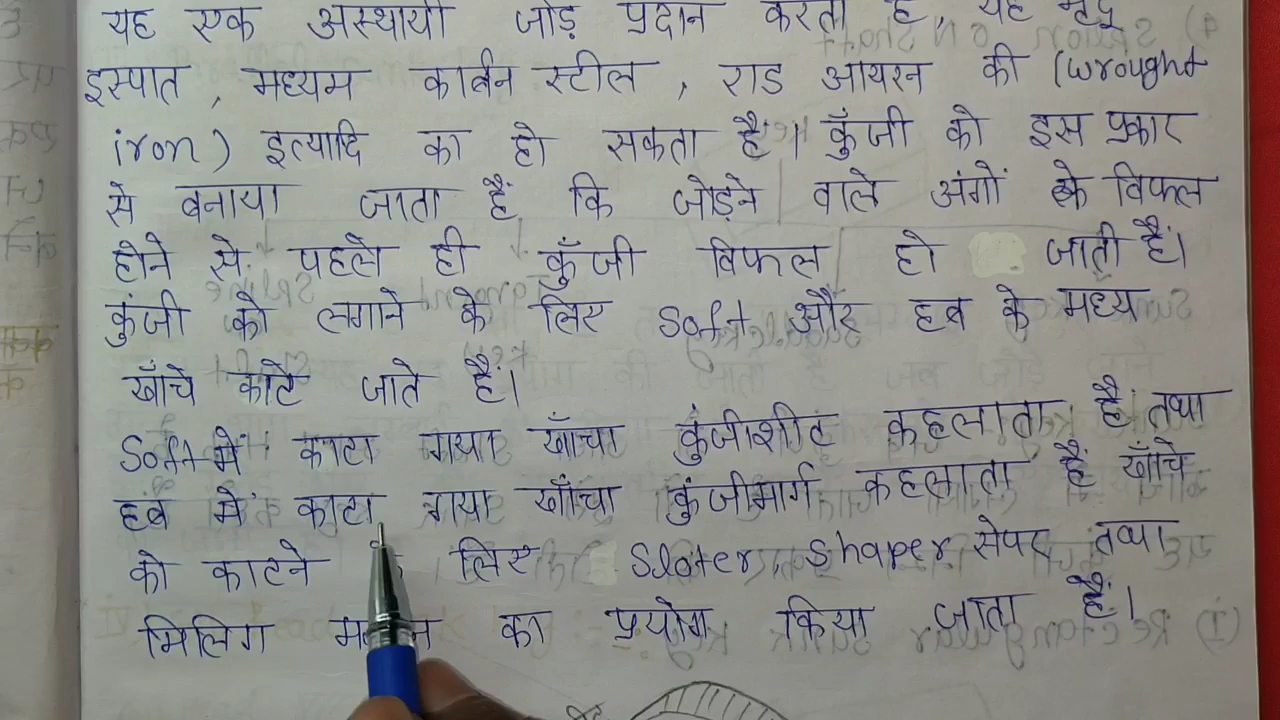 यह एक अस्थायी जोड़ प्रदान करता है, यह मृदु
इस्पात, मध्यम कार्बन स्टील, राड आयरन की (wrought
iron) इत्यादि का हो सकता है। कुँजी को इस प्रकार
से बनाया जाता है कि जोड़ने वाले अंगों के विफल
होने से पहले ही कुँजी विफल हो जाती है।
कुंजी को लगाने के लिए Soft और हब के मध्य
खाँचे काटे जाते हैं।
Soft में काटा गया खाँचा कुंजीशीट कहलाता है तथा
हब में काटा गया खाँचा कुंजीमार्ग कहलाता है खाँचे
को काटने लिए Sloter, Shaper सेपर तथा
मिलिग का प्रयोग किया जाता है।